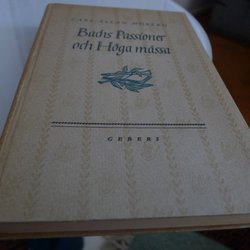 CARL-ALLAN MOBERG
Bachs Passioner
och Höga mässa
GEBERS